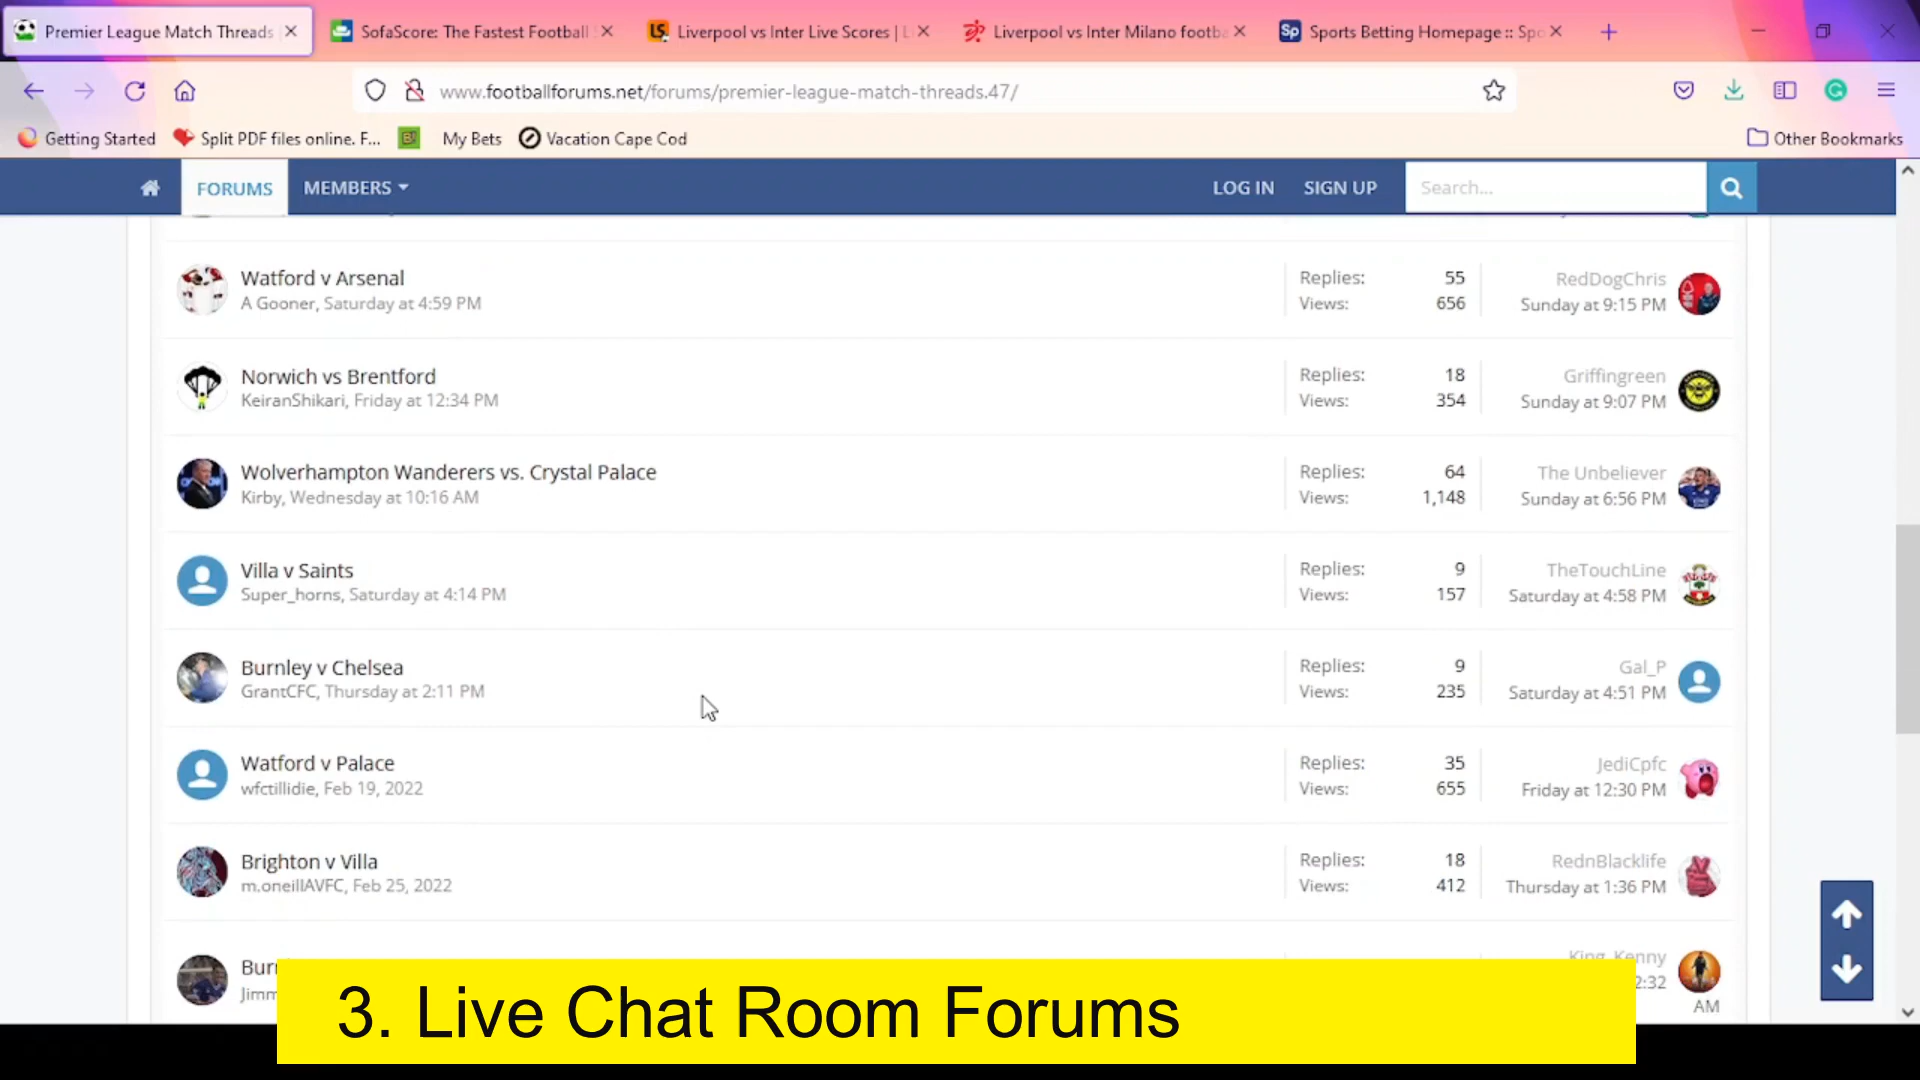 Premier League Match Threads
SofaScore: The Fastest Football
Liverpool vs Inter Live Scores |
Liverpool vs Inter Milano footba
Sp Sports Betting Homepage :: Spo
www.footballforums.net/forums/premier-league-match-threads.47/
Getting Started
Split PDF files online. F...
My Bets
Vacation Cape Cod
Other Bookmarks
FORUMS
MEMBERS
LOG IN
SIGN UP
Search...
Watford v Arsenal
A Gooner, Saturday at 4:59 PM
Replies: 55
Views: 656
RedDogChris
Sunday at 9:15 PM
Norwich vs Brentford
KeiranShikari, Friday at 12:34 PM
Replies: 18
Views: 354
Griffingreen
Sunday at 9:07 PM
Wolverhampton Wanderers vs. Crystal Palace
Kirby, Wednesday at 10:16 AM
Replies: 64
Views: 1,148
The Unbeliever
Sunday at 6:56 PM
Villa v Saints
Super_horns, Saturday at 4:14 PM
Replies: 9
Views: 157
TheTouchLine
Saturday at 4:58 PM
Burnley v Chelsea
GrantCFC, Thursday at 2:11 PM
Replies: 9
Views: 235
Gal_P
Saturday at 4:51 PM
Watford v Palace
wfctillidie, Feb 19, 2022
Replies: 35
Views: 655
JediCpfc
Friday at 12:30 PM
Brighton v Villa
m.oneillAVFC, Feb 25, 2022
Replies: 18
Views: 412
RednBlacklife
Thursday at 1:36 PM
King_Kenny
2:32
AM
3. Live Chat Room Forums